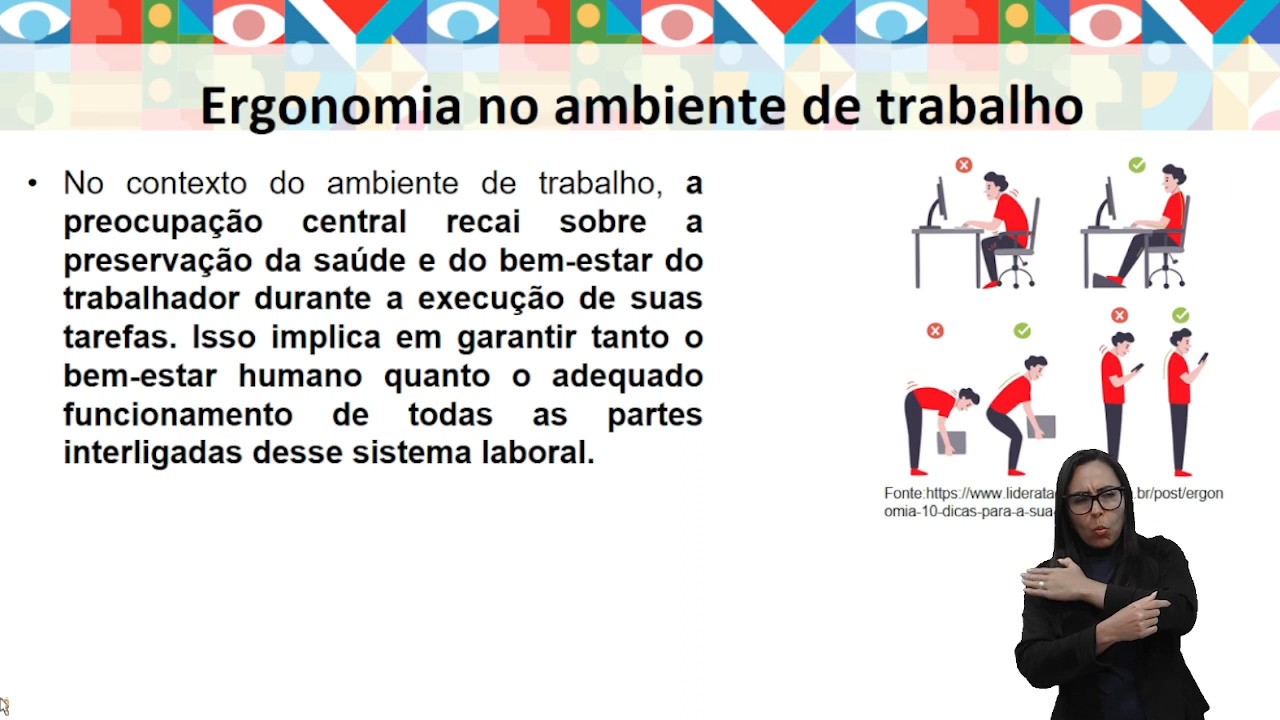 Ergonomia no ambiente de trabalho
• No contexto do ambiente de trabalho, a
preocupação central recai sobre a
preservação da saúde e do bem-estar do
trabalhador durante a execução de suas
tarefas. Isso implica em garantir tanto o
bem-estar humano quanto o adequado
funcionamento de todas as partes
interligadas desse sistema laboral.
Fonte:https://www.liderata .br/post/ergon
omia-10-dicas-para-a-sua